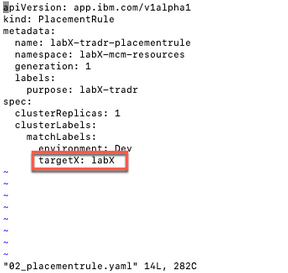 apiVersion: app.ibm.com/v1alpha1
kind: PlacementRule
metadata:
  name: labX-tradr-placementrule
  namespace: labX-mcm-resources
  generation: 1
  labels:
    purpose: labX-tradr
spec:
  clusterReplicas: 1
  clusterLabels:
    matchLabels:
      environment: Dev
      targetX: labX
~
~
~
~
~
~
~
~
"02_placementrule.yaml" 14L, 282C